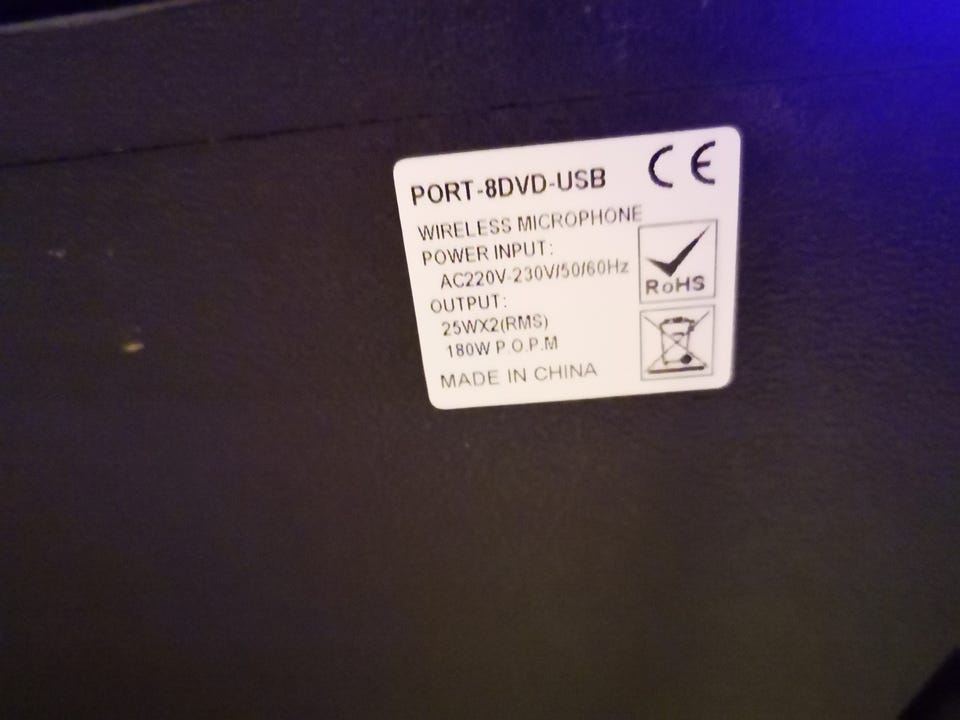 PORT-8DVD-USB
CE
WIRELESS MICROPHONE
POWER INPUT:
AC220V-230V/50/60Hz
OUTPUT:
25WX2(RMS)
180W P.O.P.M
MADE IN CHINA
RoHS